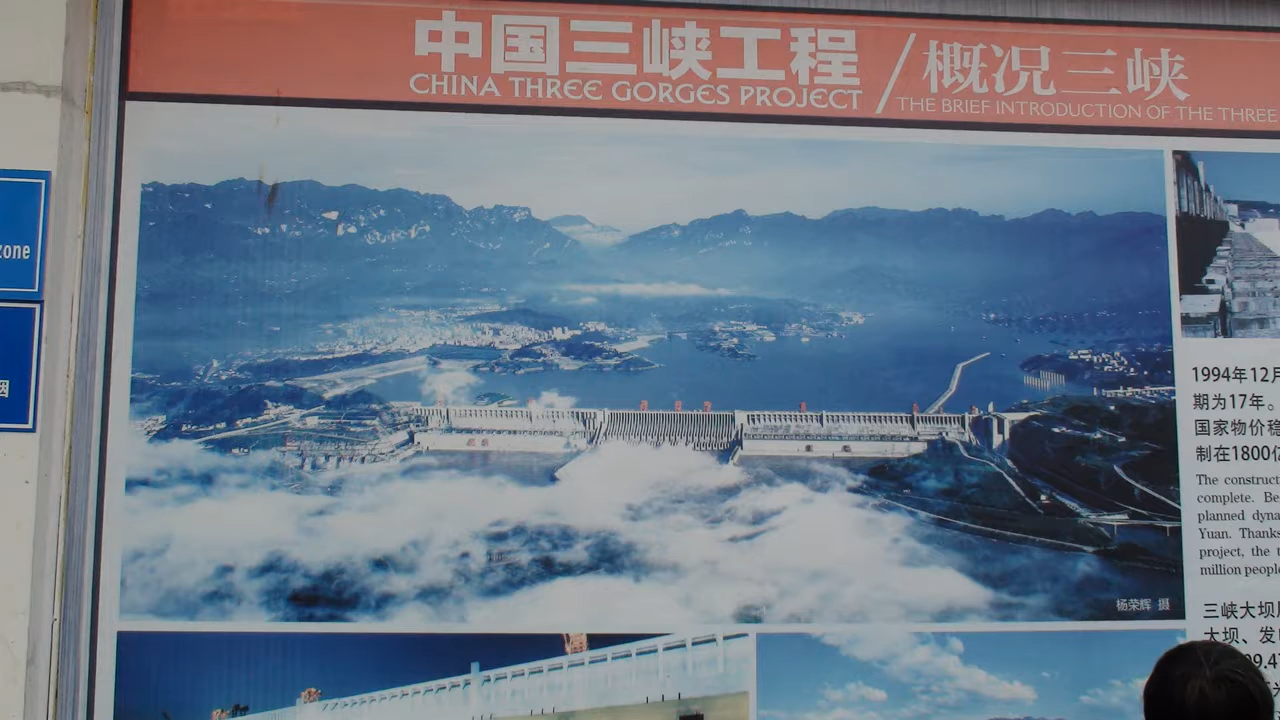 中国三峡工程
CHINA THREE GORGES PROJECT
/概况三峡
THE BRIEF INTRODUCTION OF THE THREE
zone
烟
1994年12月
期为17年。
国家物价稳
制在1800亿
The construct
complete. Be
planned dyna
Yuan. Thanks
project, the
million people
杨荣辉 摄
三峡大坝
大坝、发
09.47